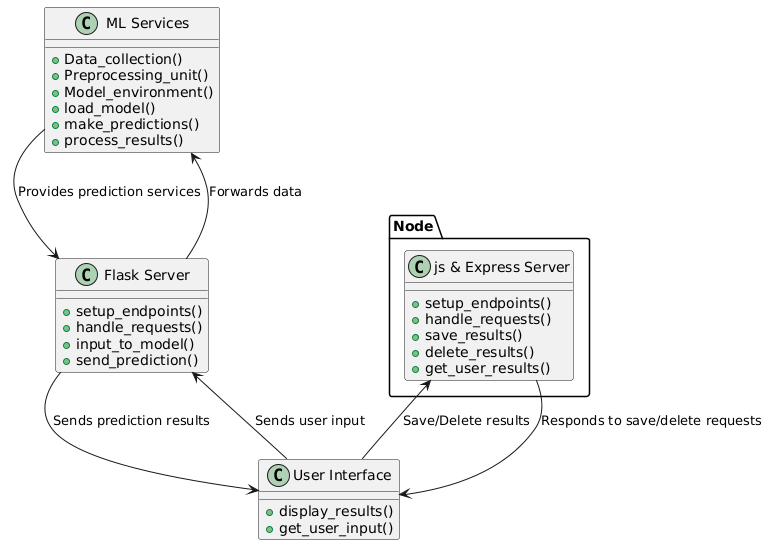 C ML Services
Data_collection()
Preprocessing_unit()
Model_environment()
load_model()
make_predictions()
process_results()
Provides prediction services
Forwards data
Node
C Flask Server
setup_endpoints()
handle_requests()
input_to_model()
send_prediction()
C js & Express Server
setup_endpoints()
handle_requests()
save_results()
delete_results()
get_user_results()
Sends prediction results
Sends user input
Save/Delete results
Responds to save/delete requests
C User Interface
display_results()
get_user_input()